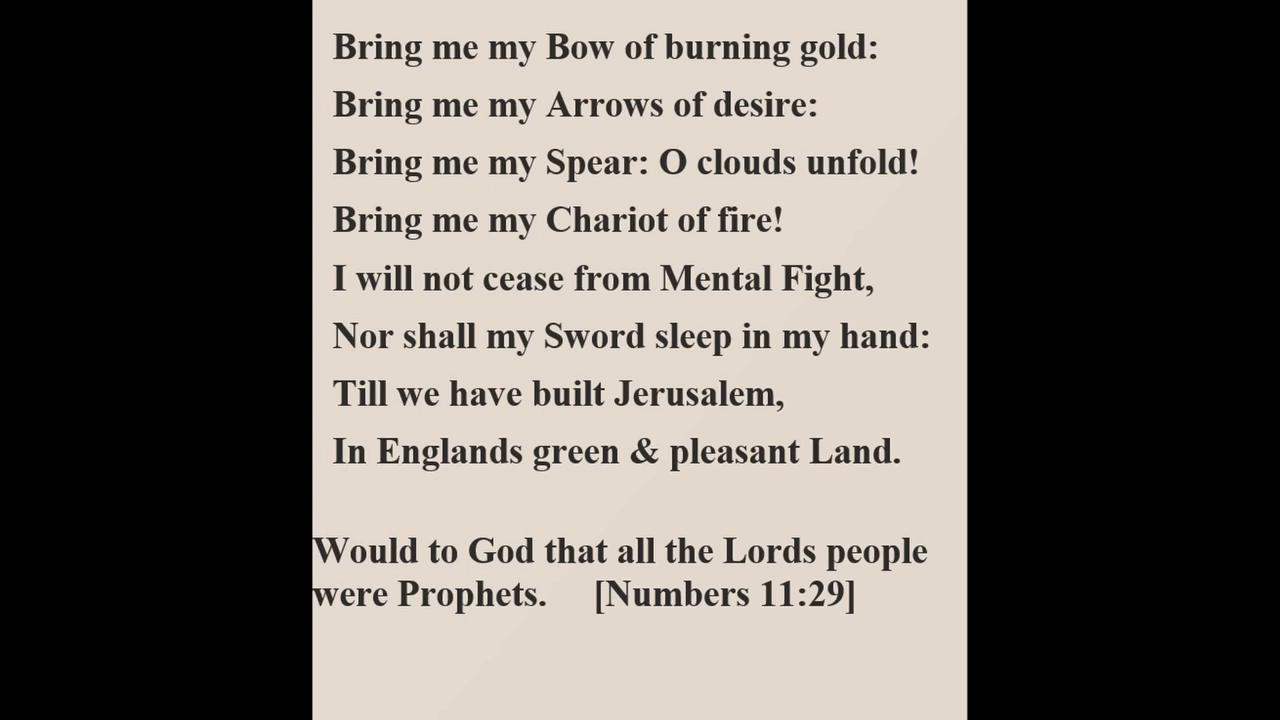 Bring me my Bow of burning gold:
Bring me my Arrows of desire:
Bring me my Spear: O clouds unfold!
Bring me my Chariot of fire!
I will not cease from Mental Fight,
Nor shall my Sword sleep in my hand:
Till we have built Jerusalem,
In Englands green & pleasant Land.
Would to God that all the Lords people
were Prophets. [Numbers 11:29]